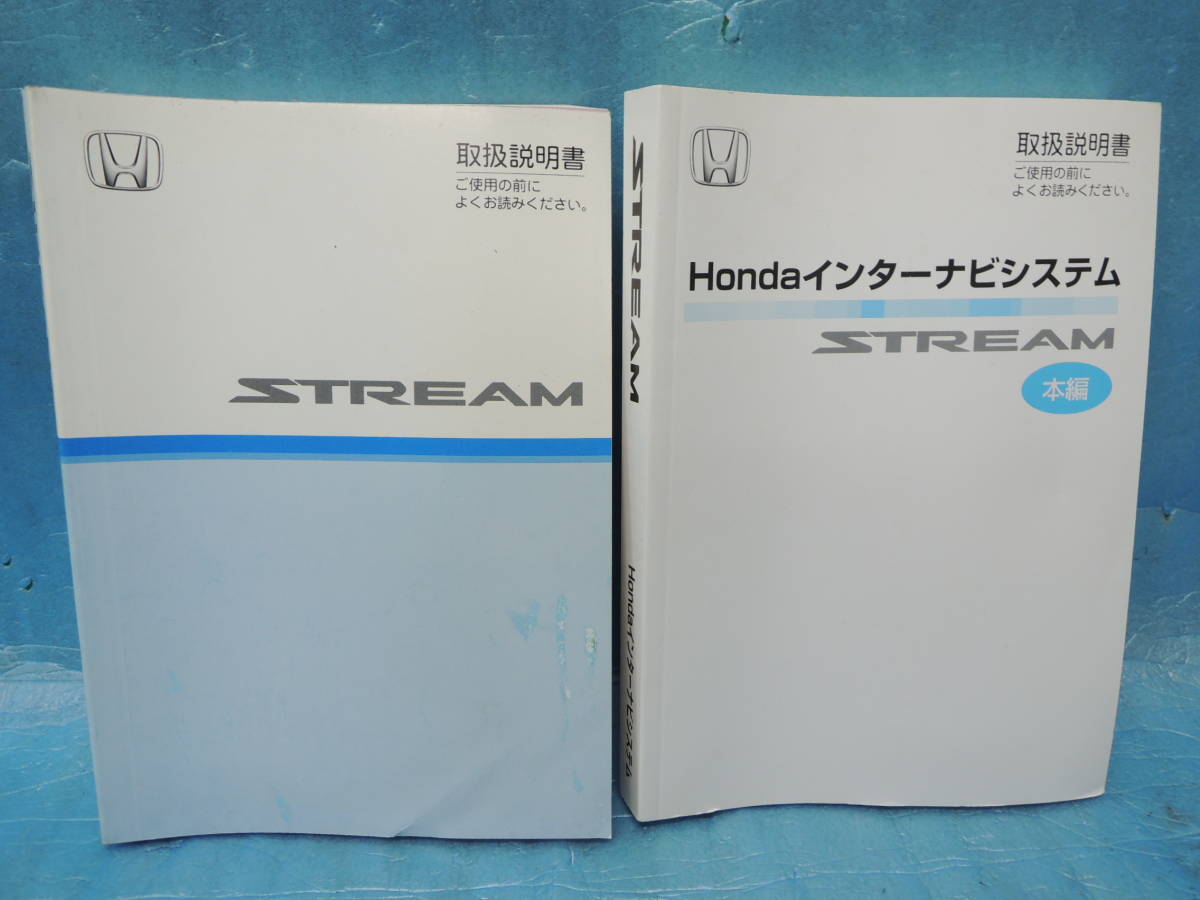 取扱説明書
ご使用の前に
よくお読みください。
STREAM
STREAM
Hondaインターナビシステム
取扱説明書
ご使用の前に
よくお読みください。
Hondaインターナビシステム
STREAM
本編